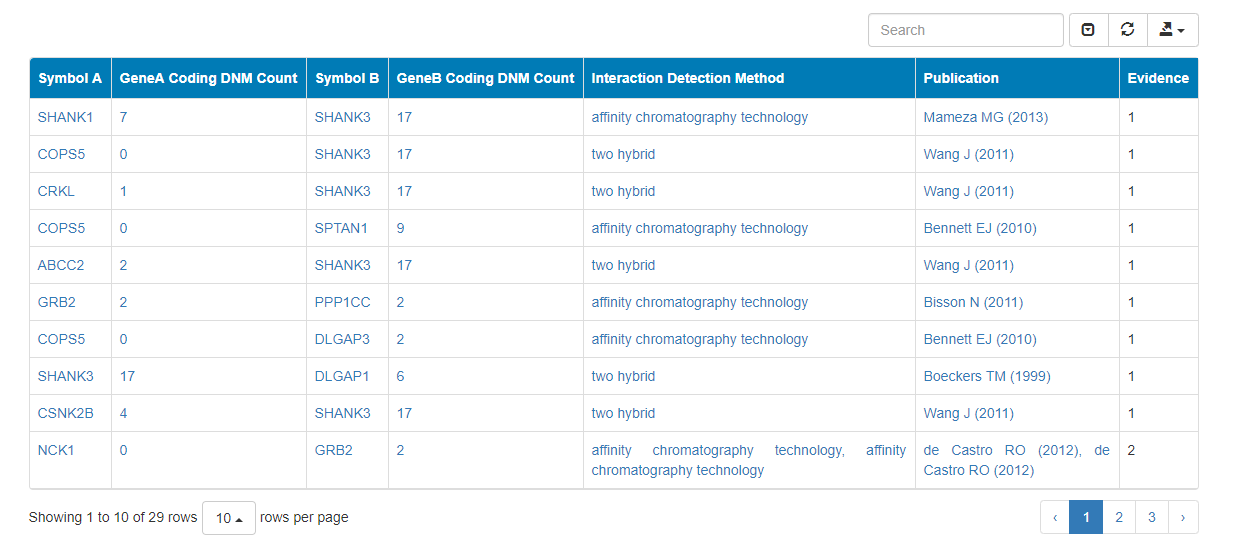 Search
Symbol A GeneA Coding DNM Count Symbol B GeneB Coding DNM Count Interaction Detection Method Publication Evidence
SHANK1 7 SHANK3 17 affinity chromatography technology Mameza MG (2013) 1
COPS5 0 SHANK3 17 two hybrid Wang J (2011) 1
CRKL 1 SHANK3 17 two hybrid Wang J (2011) 1
COPS5 0 SPTAN1 9 affinity chromatography technology Bennett EJ (2010) 1
ABCC2 2 SHANK3 17 two hybrid Wang J (2011) 1
GRB2 2 PPP1CC 2 affinity chromatography technology Bisson N (2011) 1
COPS5 0 DLGAP3 2 affinity chromatography technology Bennett EJ (2010) 1
SHANK3 17 DLGAP1 6 two hybrid Boeckers TM (1999) 1
CSNK2B 4 SHANK3 17 two hybrid Wang J (2011) 1
NCK1 0 GRB2 2 affinity chromatography technology, affinity de Castro RO (2012), de 2
chromatography technology Castro RO (2012)
Showing 1 to 10 of 29 rows 10 rows per page ‹ 1 2 3 ›